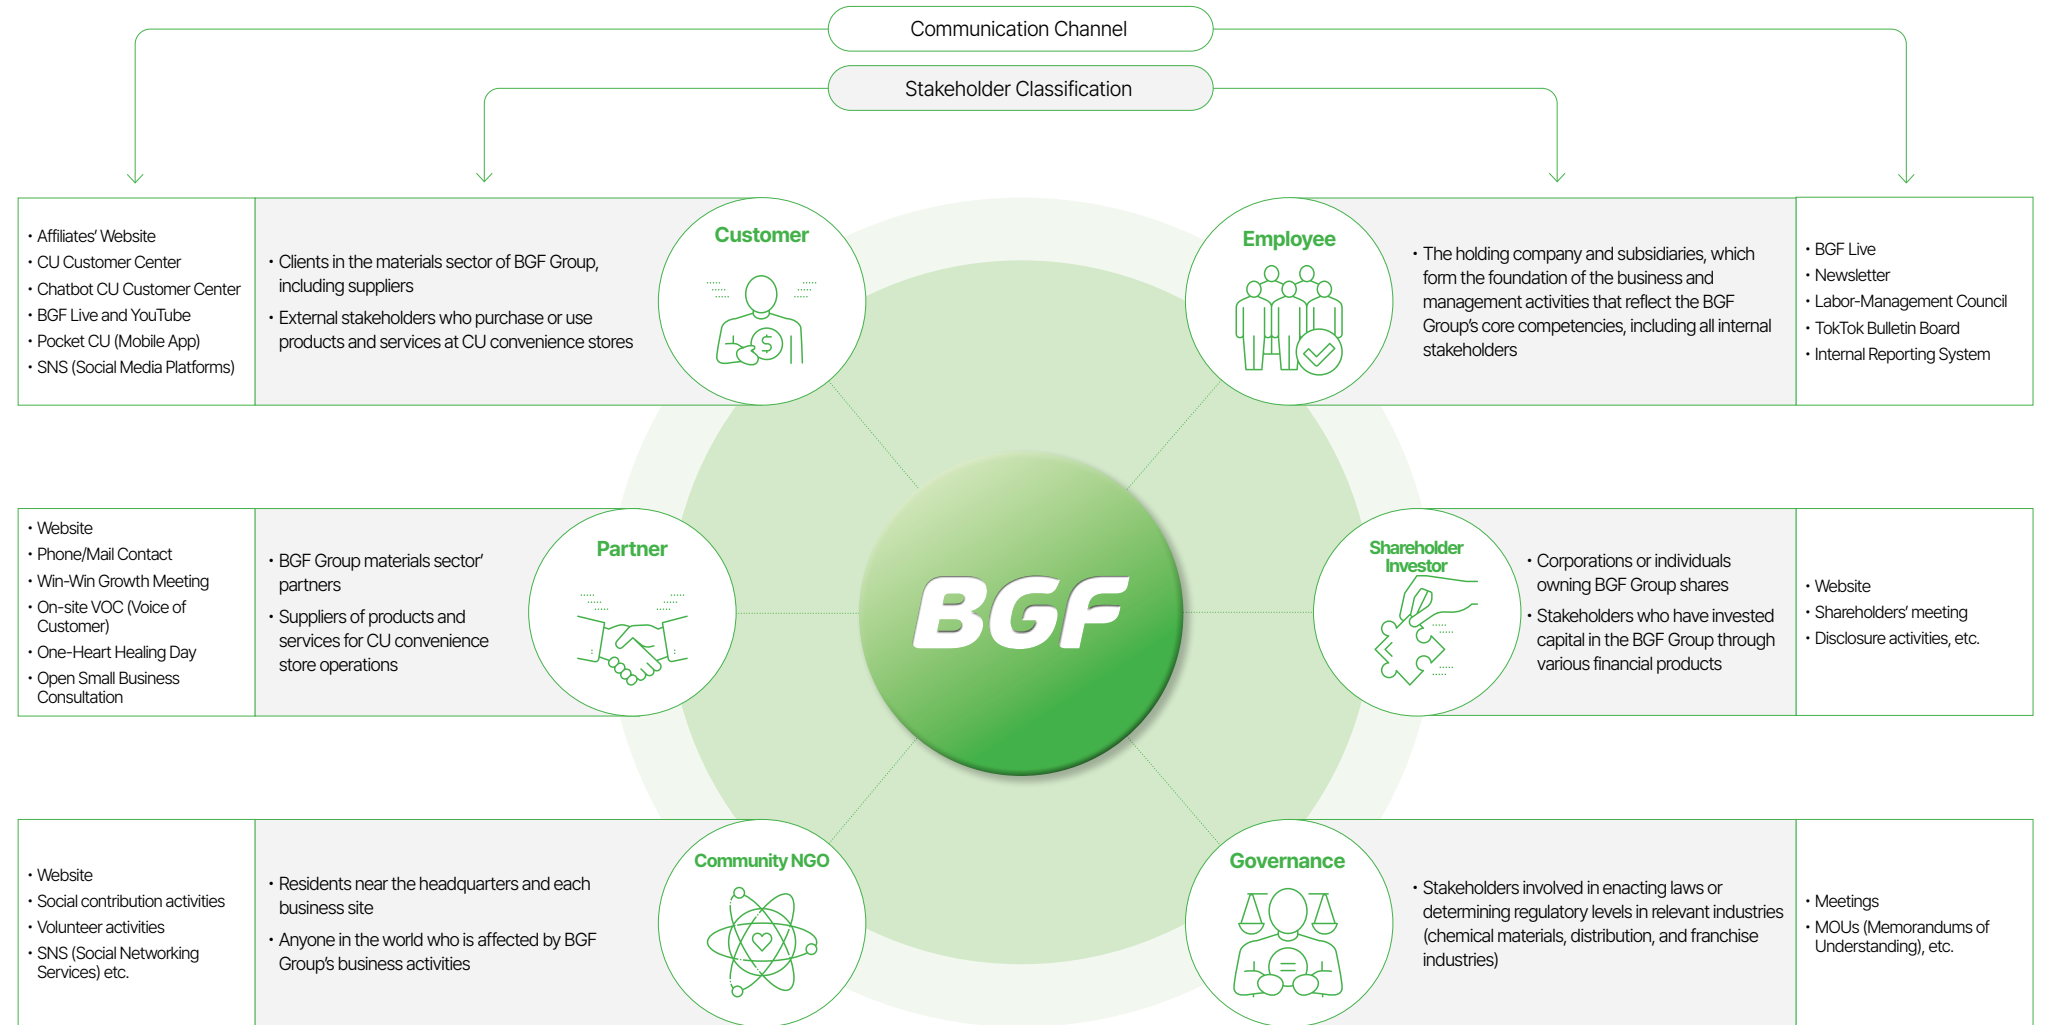 Communication Channel
Stakeholder Classification
• Affiliates’ Website
• CU Customer Center
• Chatbot CU Customer Center
• BGF Live and YouTube
• Pocket CU (Mobile App)
• SNS (Social Media Platforms)
• Clients in the materials sector of BGF Group,
including suppliers
• External stakeholders who purchase or use
products and services at CU convenience stores
Customer
$
Employee
• The holding company and subsidiaries, which
form the foundation of the business and
management activities that reflect the BGF
Group’s core competencies, including all internal
stakeholders
• BGF Live
• Newsletter
• Labor-Management Council
• TokTok Bulletin Board
• Internal Reporting System
• Website
• Phone/Mail Contact
• Win-Win Growth Meeting
• On-site VOC (Voice of
Customer)
• One-Heart Healing Day
• Open Small Business
Consultation
• BGF Group materials sector’
partners
• Suppliers of products and
services for CU convenience
store operations
Partner
BGF
Shareholder
Investor
• Corporations or individuals
owning BGF Group shares
• Stakeholders who have invested
capital in the BGF Group through
various financial products
• Website
• Shareholders’ meeting
• Disclosure activities, etc.
• Website
• Social contribution activities
• Volunteer activities
• SNS (Social Networking
Services) etc.
• Residents near the headquarters and each
business site
• Anyone in the world who is affected by BGF
Group’s business activities
Community NGO
Governance
• Stakeholders involved in enacting laws or
determining regulatory levels in relevant industries
(chemical materials, distribution, and franchise
industries)
• Meetings
• MOUs (Memorandums of
Understanding), etc.